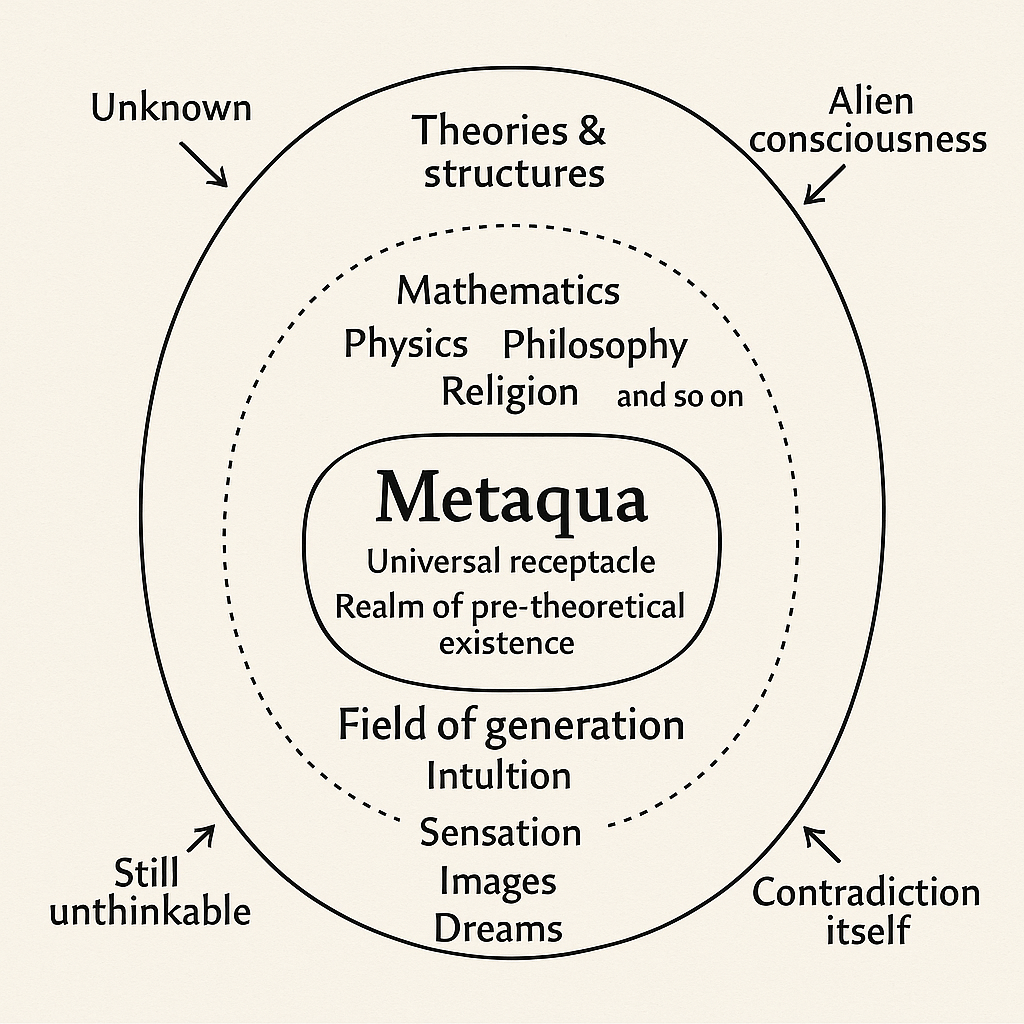 Unknown
Alien
consciousness
Theories &
structures
Mathematics
Physics Philosophy
Religion and so on
Metaqua
Universal receptacle
Realm of pre-theoretical
existence
Field of generation
Intultion
Sensation
Images
Dreams
Still
unthinkable
Contradiction
itself